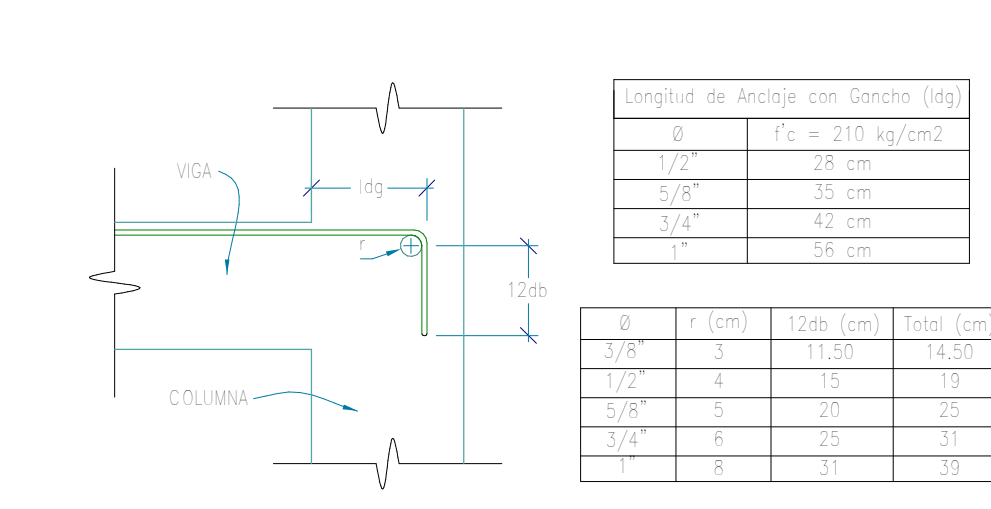 VIGA
ldg
r
12db
COLUMNA
Longitud de Anclaje con Gancho (ldg)
Ø f'c = 210 kg/cm2
1/2" 28 cm
5/8" 35 cm
3/4" 42 cm
1" 56 cm
Ø r (cm) 12db (cm) Total (cm)
3/8" 3 11.50 14.50
1/2" 4 15 19
5/8" 5 20 25
3/4" 6 25 31
1" 8 31 39